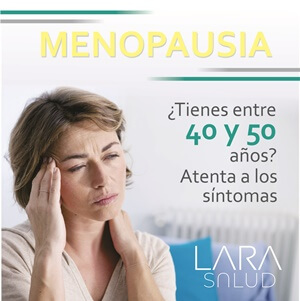 MENOPAUSIA
¿Tienes entre
40 y 50
años?
Atenta a los
síntomas
LARA
SALUD